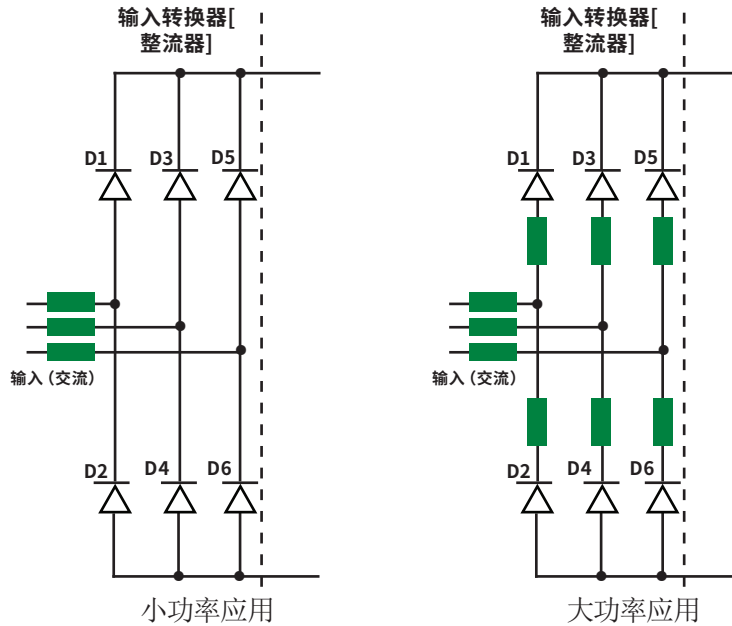 输入转换器[
整流器]
D1
D3
D5
输入（交流）
D2
D4
D6
小功率应用
输入转换器[
整流器]
D1
D3
D5
输入（交流）
D2
D4
D6
大功率应用